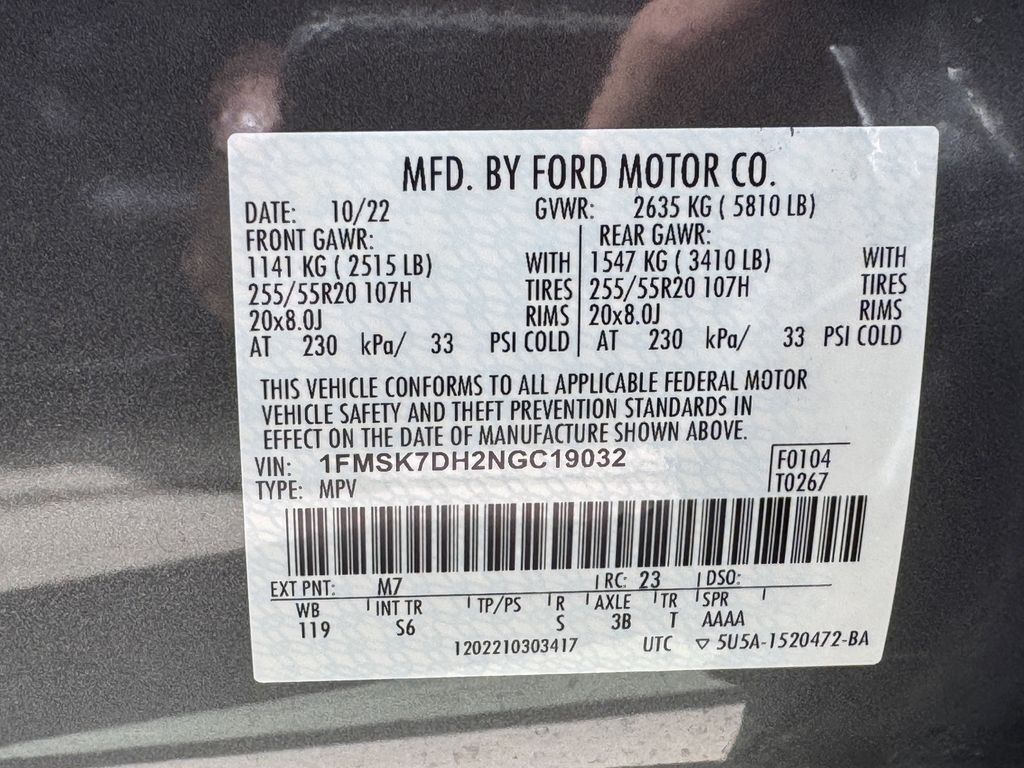 MFD. BY FORD MOTOR CO.
DATE: 10/22 GVWR: 2635 KG ( 5810 LB)
FRONT GAWR: REAR GAWR:
1141 KG ( 2515 LB) WITH 1547 KG ( 3410 LB) WITH
255/55R20 107H TIRES 255/55R20 107H TIRES
20x8.0J RIMS 20x8.0J RIMS
AT 230 kPa/ 33 PSI COLD AT 230 kPa/ 33 PSI COLD
THIS VEHICLE CONFORMS TO ALL APPLICABLE FEDERAL MOTOR
VEHICLE SAFETY AND THEFT PREVENTION STANDARDS IN
EFFECT ON THE DATE OF MANUFACTURE SHOWN ABOVE.
VIN: 1FMSK7DH2NGC19032 F0104
TYPE: MPV T0267
EXT PNT: M7 RC: 23 DSO:
WB INT TR TP/PS R AXLE TR SPR
119 S6 S 3B T AAAA
1202210303417 UTC ▽ 5U5A-1520472-BA